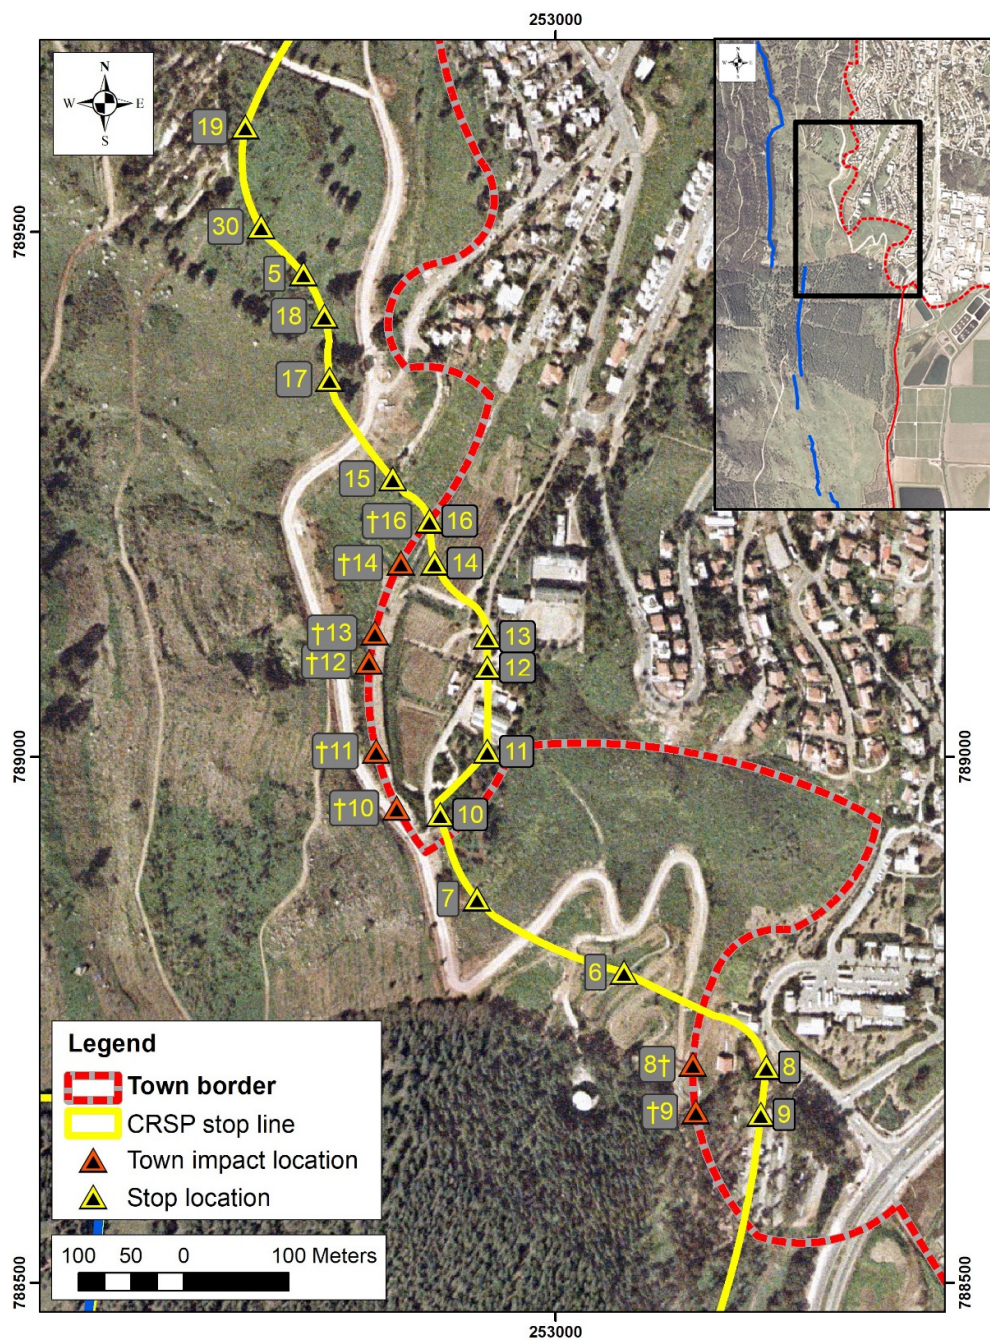 253000
N
W E
S
N
19
789500
30
5
18
17
15
†16 16
†14 14
†13 13
†12 12
†11 11
789000
789000
†10 10
7
6
8† 8
†9 9
Legend
Town border
CRSP stop line
Town impact location
Stop location
100 50 0 100 Meters
788500
788500
253000